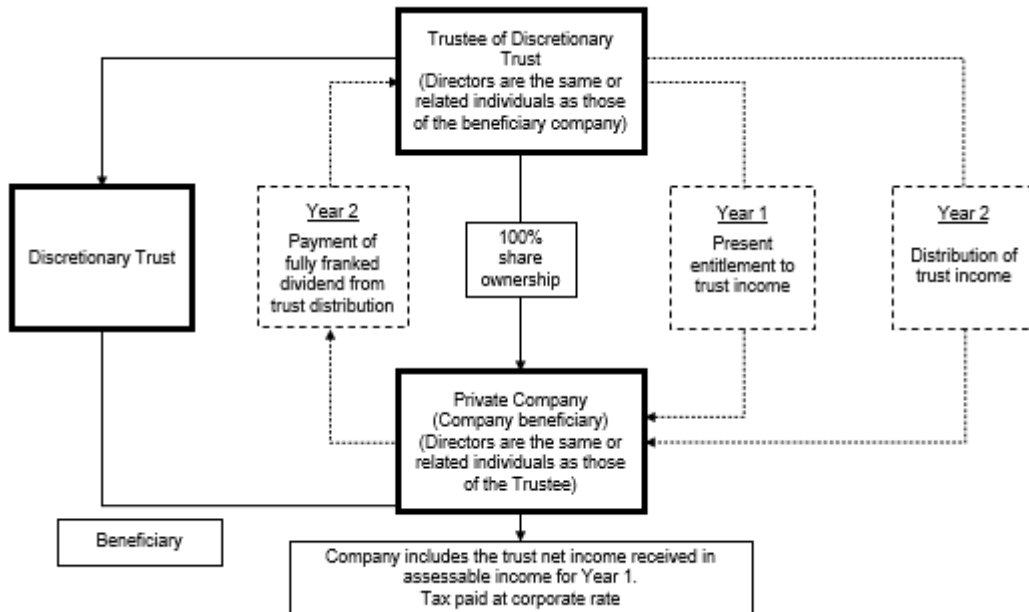 Trustee of Discretionary
Trust
(Directors are the same or
related individuals as those
of the beneficiary company)
Discretionary Trust
Year 2
Payment of
fully franked
dividend from
trust distribution
100%
share
ownership
Year 1
Present
entitlement to
trust income
Year 2
Distribution of
trust income
Private Company
(Company beneficiary)
(Directors are the same or
related individuals as those
of the Trustee)
Beneficiary
Company includes the trust net income received in
assessable income for Year 1.
Tax paid at corporate rate